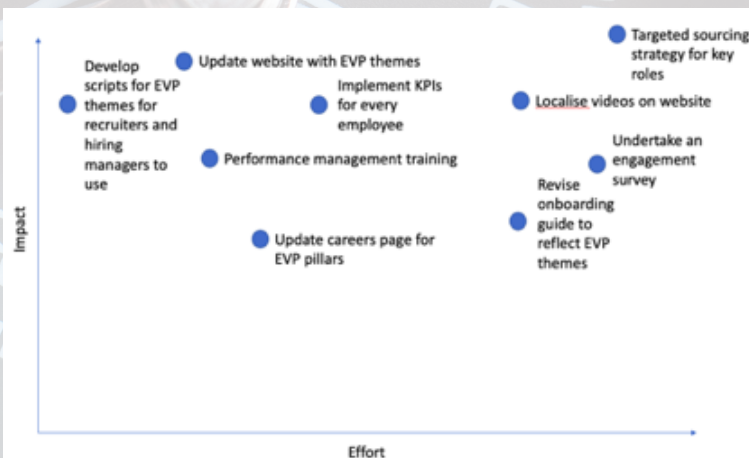 Targeted sourcing
strategy for key
roles
Update website with EVP themes
Develop
scripts for EVP
themes for
recruiters and
hiring
managers to
use
Implement KPIs
for every
employee
Localise videos on website
Performance management training
Undertake an
engagement
survey
Revise
onboarding
guide to
reflect EVP
themes
Update careers page for
EVP pillars
Impact
Effort